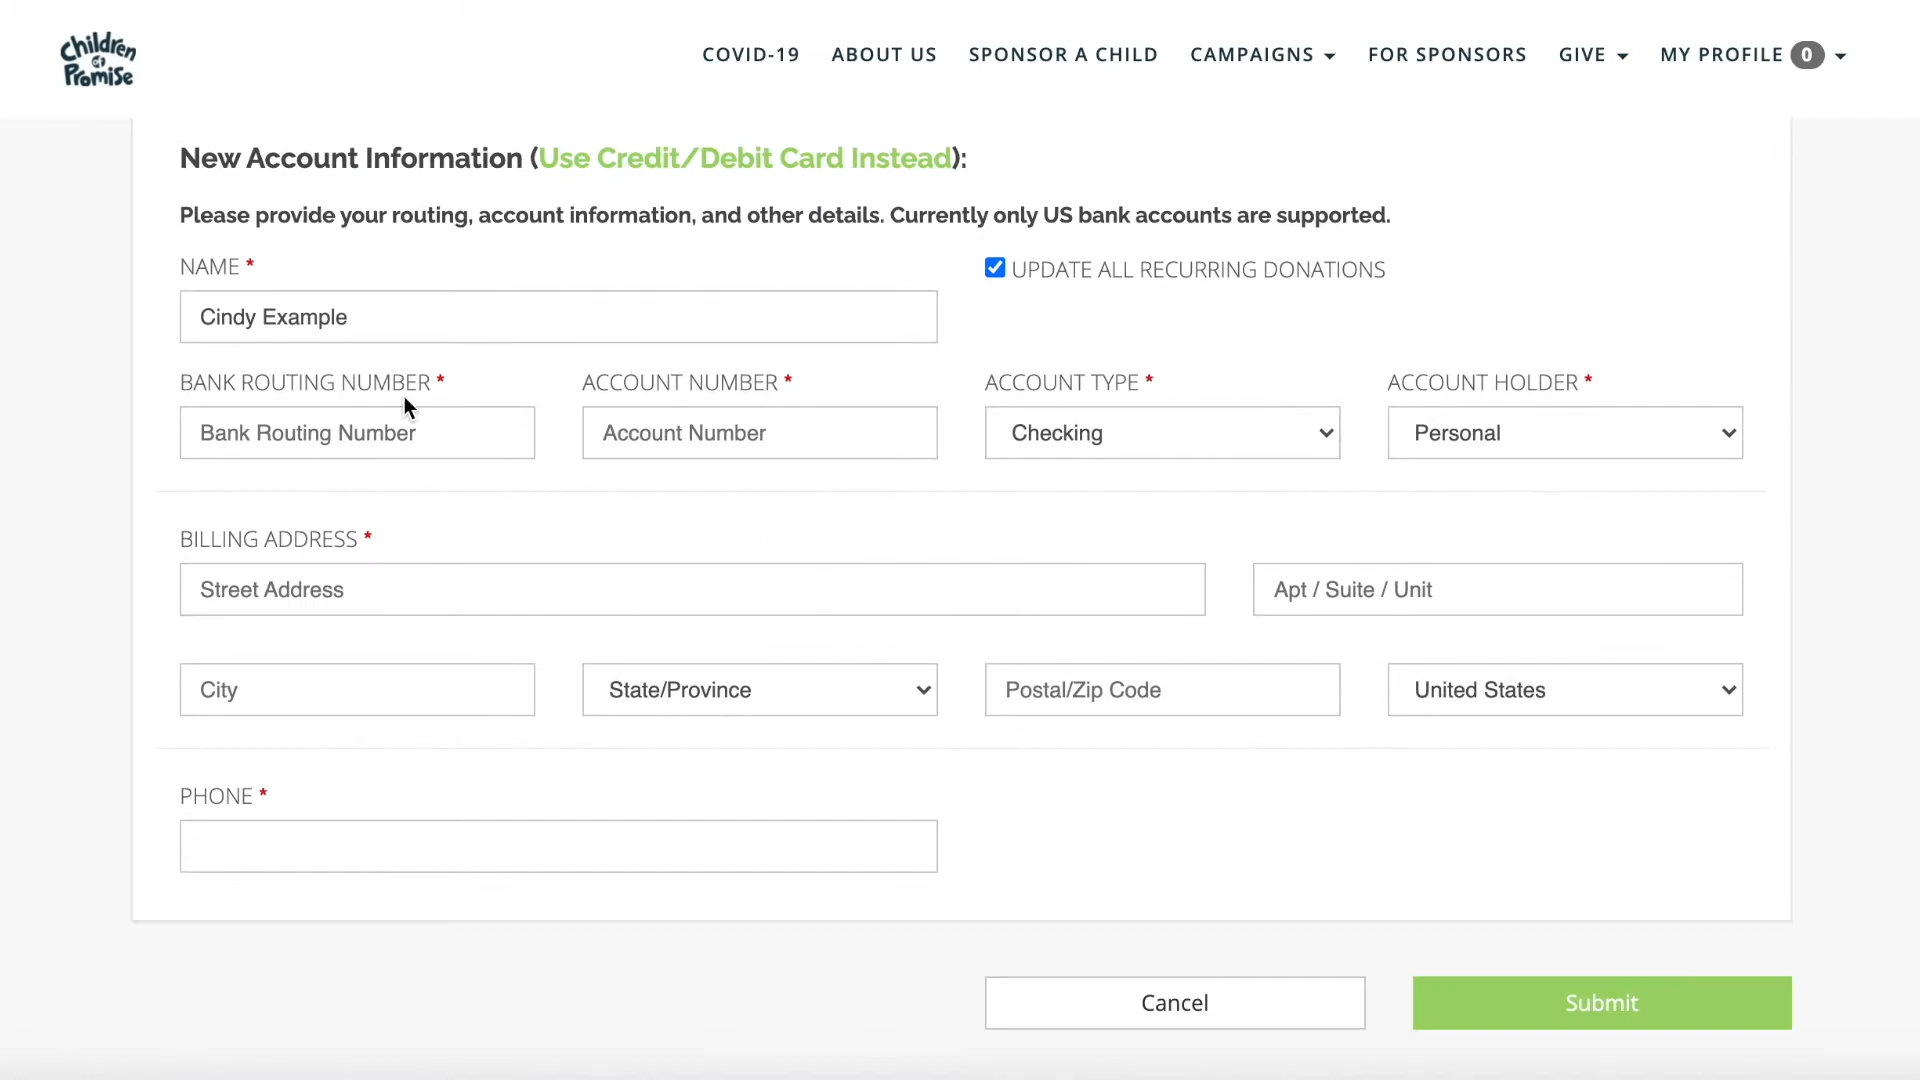 Children
of
Promise
COVID-19 ABOUT US SPONSOR A CHILD CAMPAIGNS FOR SPONSORS GIVE MY PROFILE 0
New Account Information (Use Credit/Debit Card Instead):
Please provide your routing, account information, and other details. Currently only US bank accounts are supported.
NAME * UPDATE ALL RECURRING DONATIONS
Cindy Example
BANK ROUTING NUMBER * ACCOUNT NUMBER * ACCOUNT TYPE * ACCOUNT HOLDER *
Bank Routing Number Account Number Checking Personal
BILLING ADDRESS *
Street Address Apt / Suite / Unit
City State/Province Postal/Zip Code United States
PHONE *
Cancel Submit